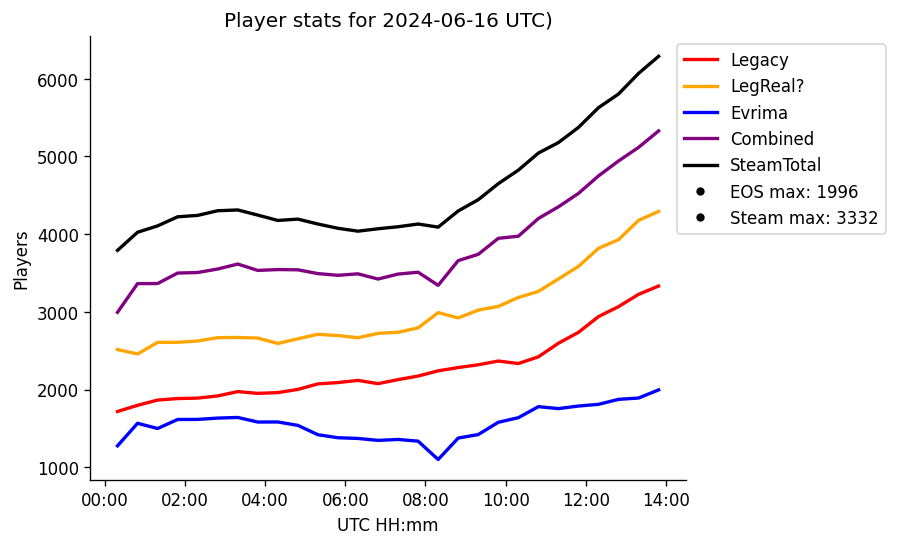 Player stats for 2024-06-16 UTC)
Legacy
LegReal?
Evrima
Combined
SteamTotal
EOS max: 1996
Steam max: 3332
Players
6000
5000
4000
3000
2000
1000
00:00 02:00 04:00 06:00 08:00 10:00 12:00 14:00
UTC HH:mm